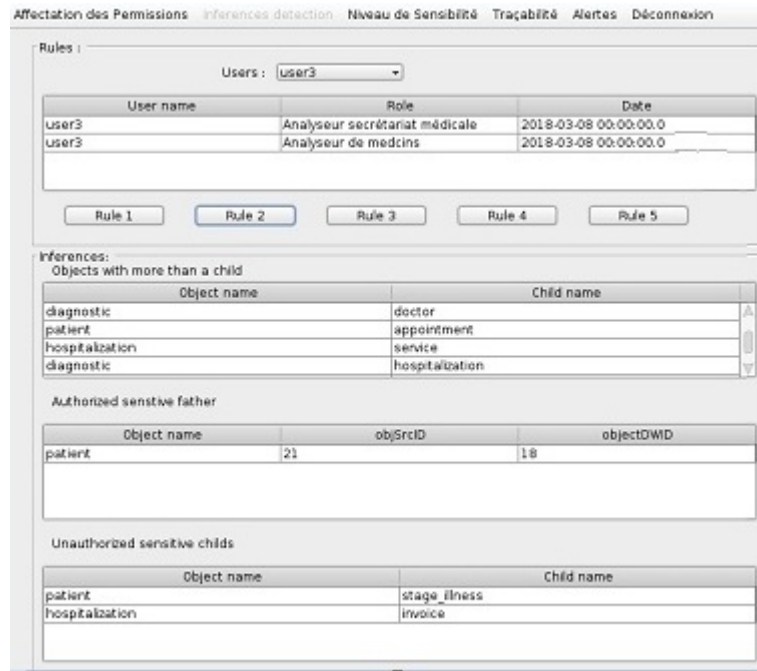 Affectation des Permissions Inferences detection Niveau de Sensibilité Traçabilité Alertes Déconnexion
Rules :
Users : user3
User name Role Date
user3 Analyseur secrétariat médicale 2018-03-08 00:00:00.0
user3 Analyseur de medcins 2018-03-08 00:00:00.0
Rule 1 Rule 2 Rule 3 Rule 4 Rule 5
Inferences:
Objects with more than a child
Object name Child name
diagnostic doctor
patient appointment
hospitalization service
diagnostic hospitalization
Authorized senstive father
Object name objSrcID objectDWID
patient 21 18
Unauthorized sensitive childs
Object name Child name
patient stage_illness
hospitalization invoice